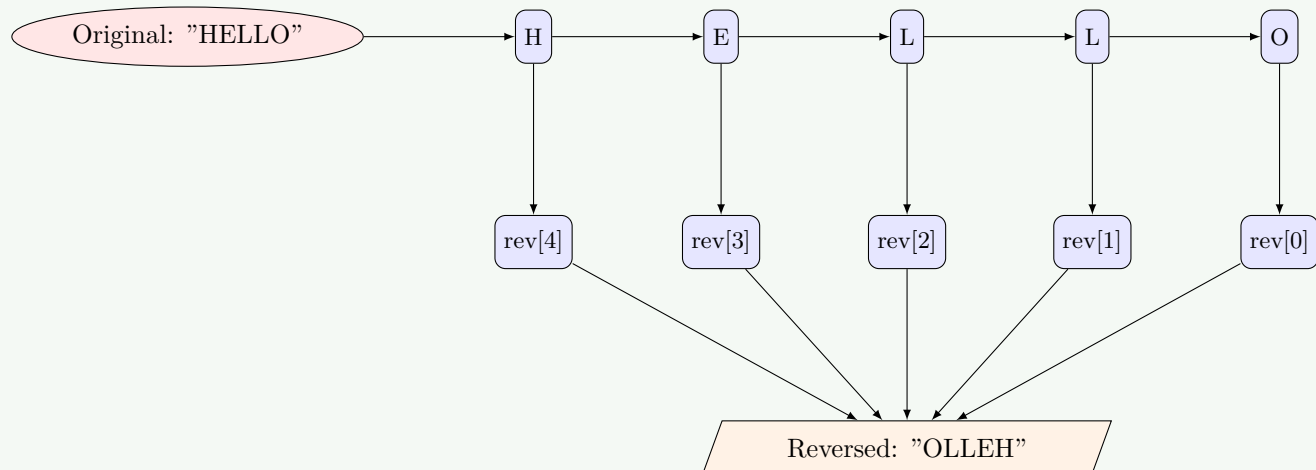 Original: ”HELLO”
H
E
L
L
O
rev[4]
rev[3]
rev[2]
rev[1]
rev[0]
Reversed: ”OLLEH”